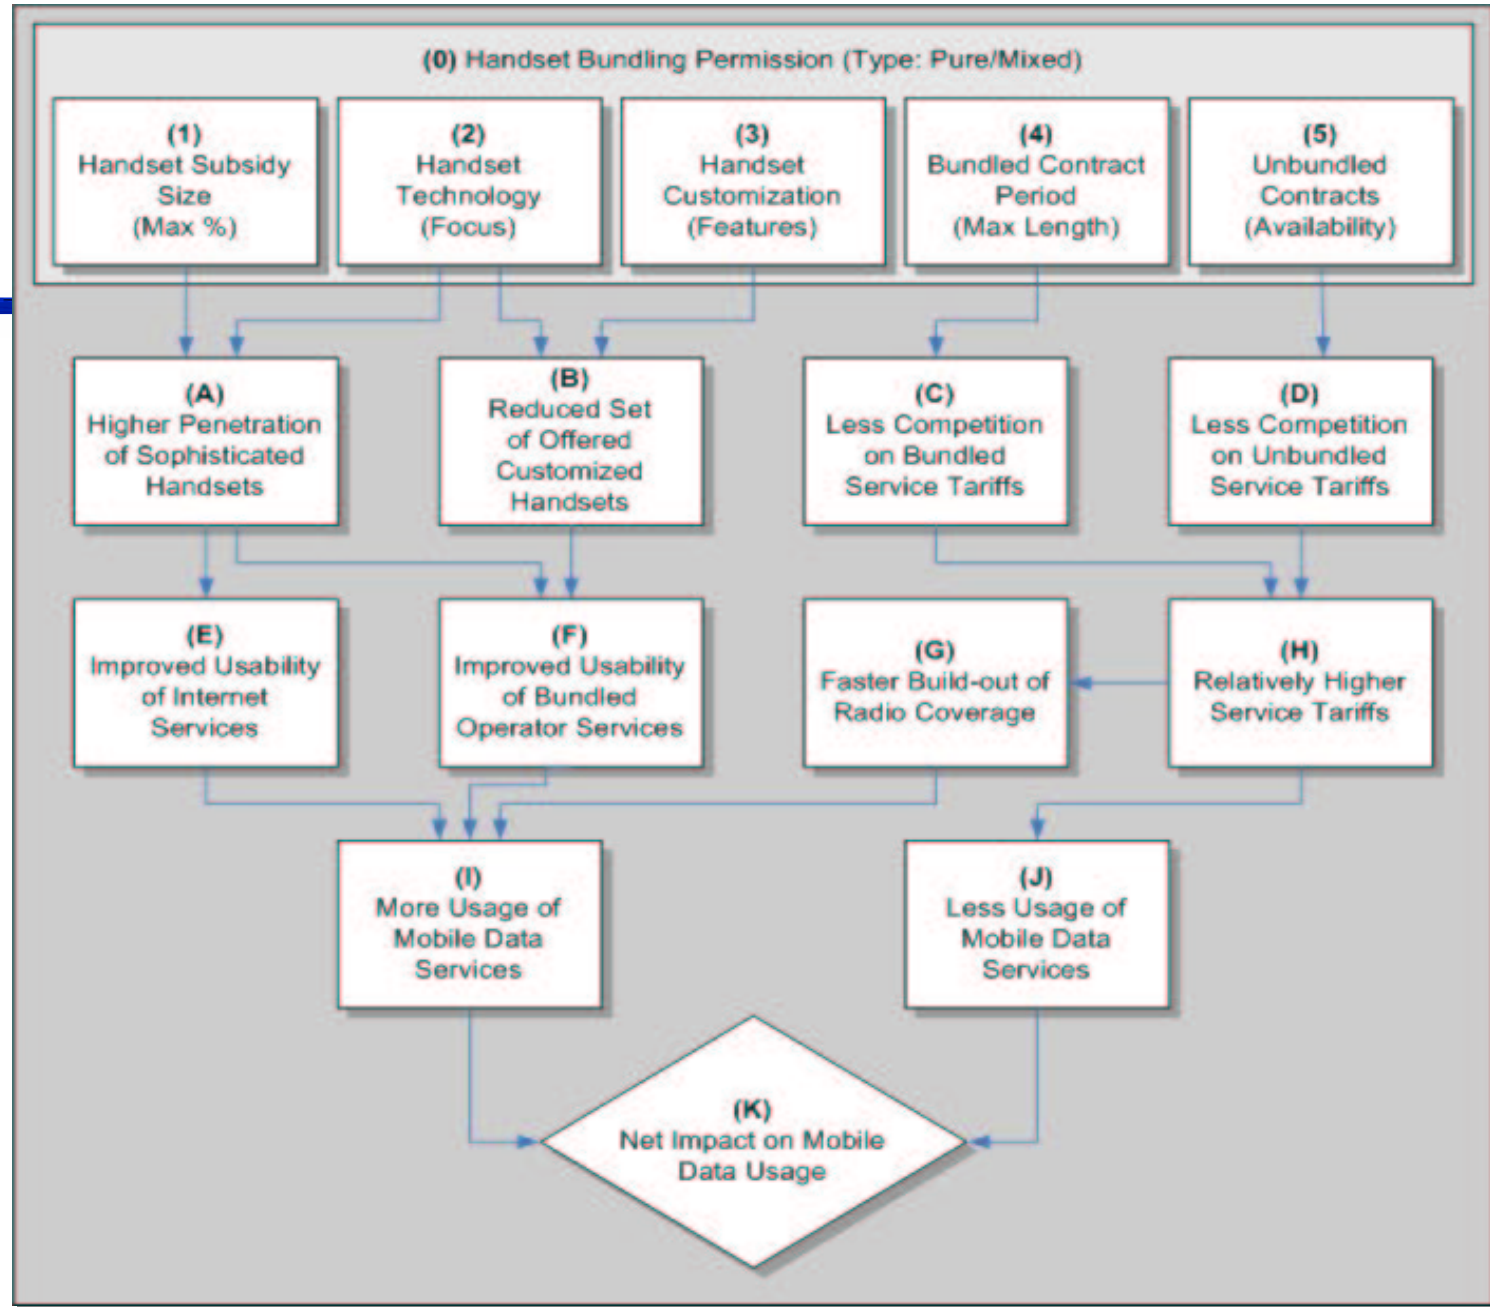 (0) Handset Bundling Permission (Type: Pure/Mixed)
(1)
Handset Subsidy
Size
(Max %)
(2)
Handset
Technology
(Focus)
(3)
Handset
Customization
(Features)
(4)
Bundled Contract
Period
(Max Length)
(5)
Unbundled
Contracts
(Availability)
(A)
Higher Penetration
of Sophisticated
Handsets
(B)
Reduced Set
of Offered
Customized
Handsets
(C)
Less Competition
on Bundled
Service Tariffs
(D)
Less Competition
on Unbundled
Service Tariffs
(E)
Improved Usability
of Internet
Services
(F)
Improved Usability
of Bundled
Operator Services
(G)
Faster Build-out of
Radio Coverage
(H)
Relatively Higher
Service Tariffs
(I)
More Usage of
Mobile Data
Services
(J)
Less Usage of
Mobile Data
Services
(K)
Net Impact on Mobile
Data Usage